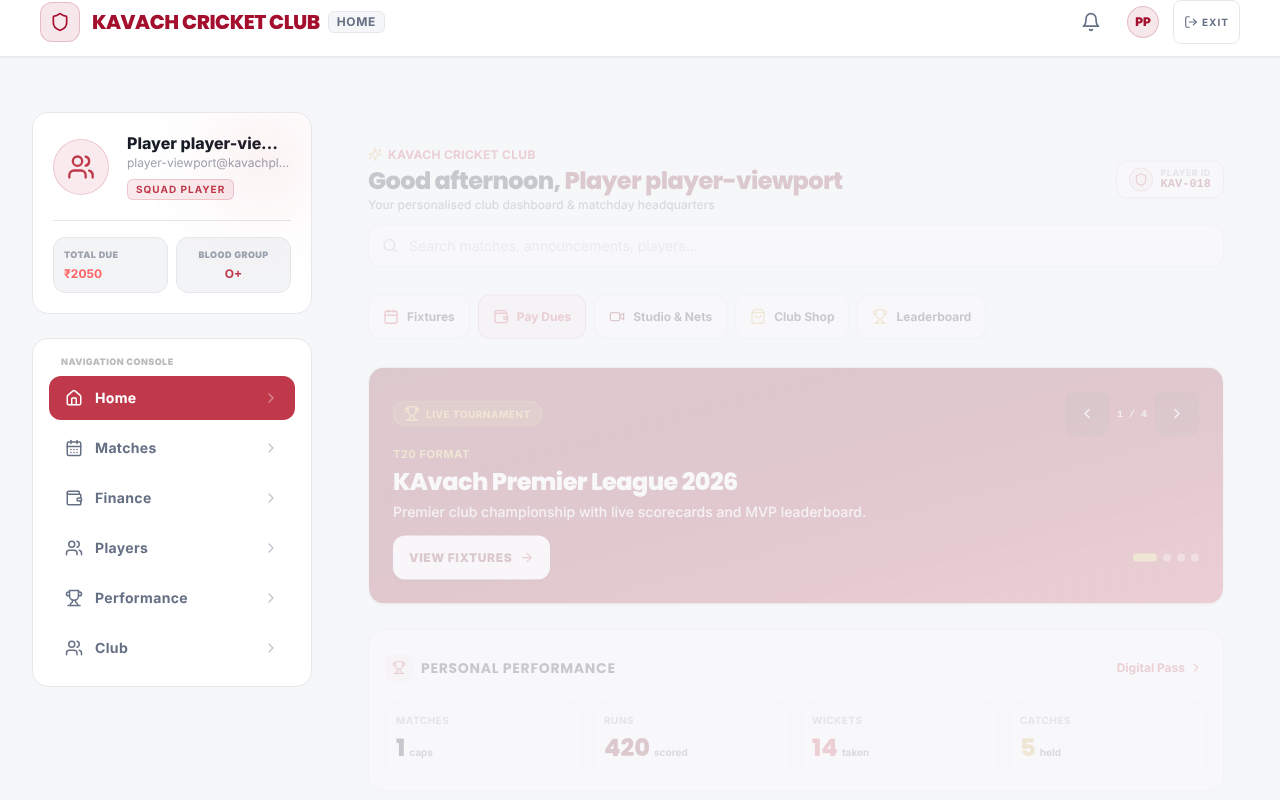 KAVACH CRICKET CLUB
HOME
PP
EXIT
Player player-vie...
player-viewport@kavachpl...
SQUAD PLAYER
TOTAL DUE
₹2050
BLOOD GROUP
O+
NAVIGATION CONSOLE
Home
Matches
Finance
Players
Performance
Club
KAVACH CRICKET CLUB
Good afternoon, Player player-viewport
Your personalised club dashboard & matchday headquarters
PLAYER ID
KAV-018
Search matches, announcements, players...
Fixtures
Pay Dues
Studio & Nets
Club Shop
Leaderboard
LIVE TOURNAMENT
1 / 4
T20 FORMAT
KAvach Premier League 2026
Premier club championship with live scorecards and MVP leaderboard.
VIEW FIXTURES
PERSONAL PERFORMANCE
Digital Pass
MATCHES
1 caps
RUNS
420 scored
WICKETS
14 taken
CATCHES
5 held